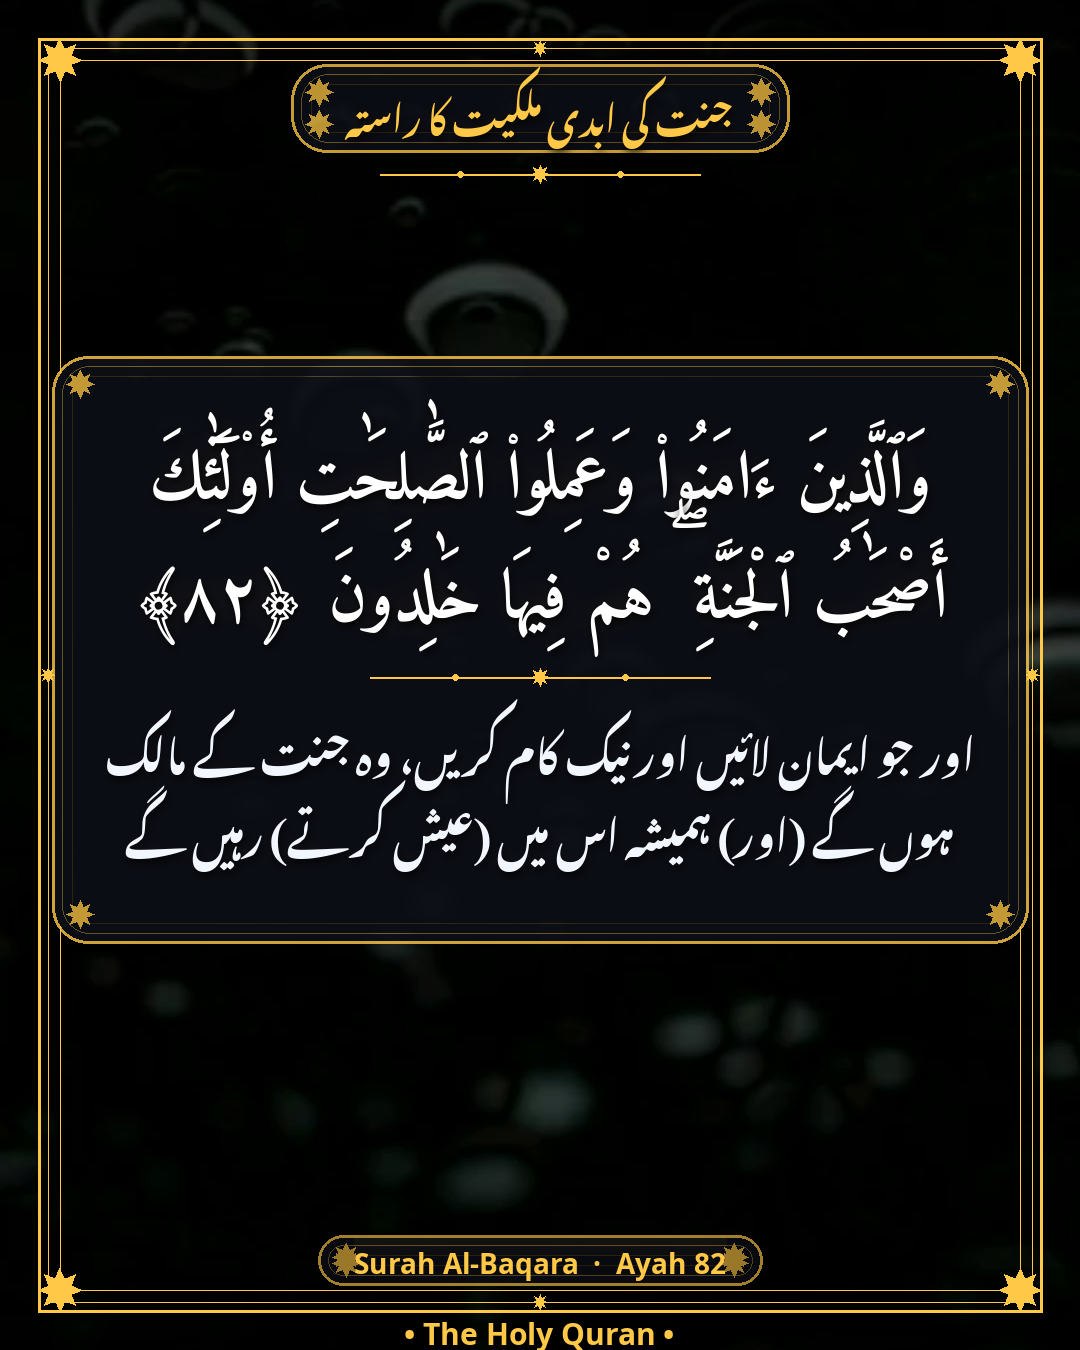 جنت کی ابدی ملکیت کا راستہ
وَٱلَّذِينَ ءَامَنُوا۟ وَعَمِلُوا۟ ٱلصَّٰلِحَٰتِ أُو۟لَٰٓئِكَ
أَصْحَٰبُ ٱلْجَنَّةِ ۖ هُمْ فِيهَا خَٰلِدُونَ ﴿٨٢﴾
اور جو ایمان لائیں اور نیک کام کریں، وہ جنت کے مالک
ہوں گے (اور) ہمیشہ اس میں (عیش کرتے) رہیں گے
Surah Al-Baqara · Ayah 82
• The Holy Quran •